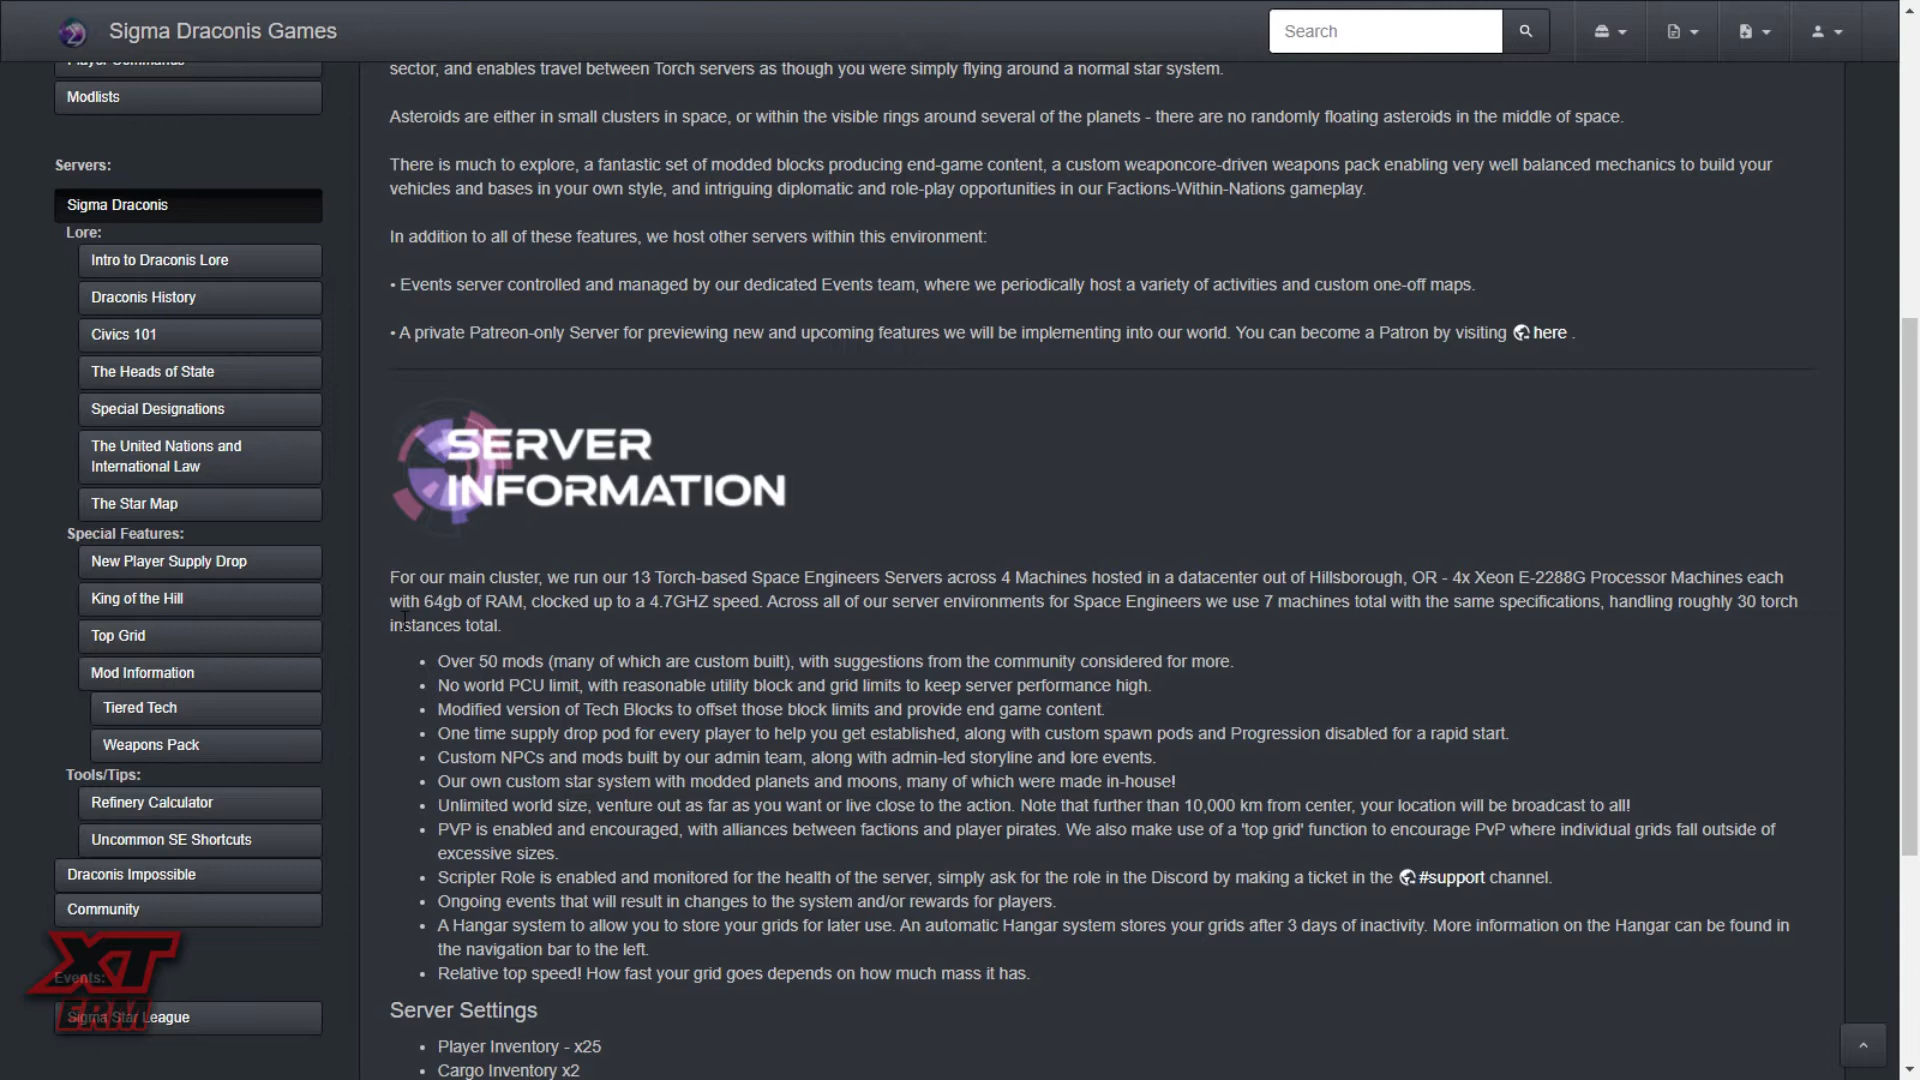 Sigma Draconis Games
Search
Player Commands
Modlists
Servers:
Sigma Draconis
Lore:
Intro to Draconis Lore
Draconis History
Civics 101
The Heads of State
Special Designations
The United Nations and
International Law
The Star Map
Special Features:
New Player Supply Drop
King of the Hill
Top Grid
Mod Information
Tiered Tech
Weapons Pack
Tools/Tips:
Refinery Calculator
Uncommon SE Shortcuts
Draconis Impossible
Community
Events:
Sigma Star League
XT
ERM
sector, and enables travel between Torch servers as though you were simply flying around a normal star system.
Asteroids are either in small clusters in space, or within the visible rings around several of the planets - there are no randomly floating asteroids in the middle of space.
There is much to explore, a fantastic set of modded blocks producing end-game content, a custom weaponcore-driven weapons pack enabling very well balanced mechanics to build your
vehicles and bases in your own style, and intriguing diplomatic and role-play opportunities in our Factions-Within-Nations gameplay.
In addition to all of these features, we host other servers within this environment:
• Events server controlled and managed by our dedicated Events team, where we periodically host a variety of activities and custom one-off maps.
• A private Patreon-only Server for previewing new and upcoming features we will be implementing into our world. You can become a Patron by visiting here .
SERVER
INFORMATION
For our main cluster, we run our 13 Torch-based Space Engineers Servers across 4 Machines hosted in a datacenter out of Hillsborough, OR - 4x Xeon E-2288G Processor Machines each
with 64gb of RAM, clocked up to a 4.7GHZ speed. Across all of our server environments for Space Engineers we use 7 machines total with the same specifications, handling roughly 30 torch
instances total.
• Over 50 mods (many of which are custom built), with suggestions from the community considered for more.
• No world PCU limit, with reasonable utility block and grid limits to keep server performance high.
• Modified version of Tech Blocks to offset those block limits and provide end game content.
• One time supply drop pod for every player to help you get established, along with custom spawn pods and Progression disabled for a rapid start.
• Custom NPCs and mods built by our admin team, along with admin-led storyline and lore events.
• Our own custom star system with modded planets and moons, many of which were made in-house!
• Unlimited world size, venture out as far as you want or live close to the action. Note that further than 10,000 km from center, your location will be broadcast to all!
• PVP is enabled and encouraged, with alliances between factions and player pirates. We also make use of a 'top grid' function to encourage PvP where individual grids fall outside of
excessive sizes.
• Scripter Role is enabled and monitored for the health of the server, simply ask for the role in the Discord by making a ticket in the #support channel.
• Ongoing events that will result in changes to the system and/or rewards for players.
• A Hangar system to allow you to store your grids for later use. An automatic Hangar system stores your grids after 3 days of inactivity. More information on the Hangar can be found in
the navigation bar to the left.
• Relative top speed! How fast your grid goes depends on how much mass it has.
Server Settings
• Player Inventory - x25
• Cargo Inventory x2